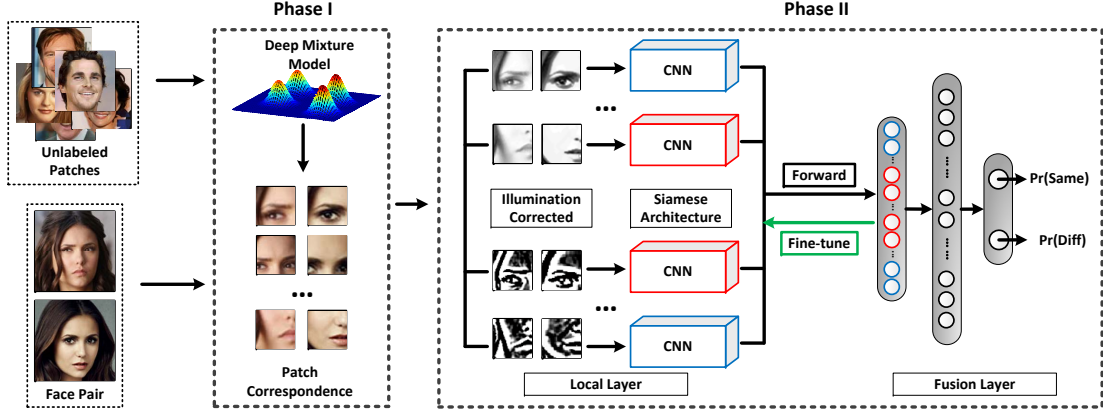 Phase I
Phase II
Unlabeled
Patches
Face Pair
Deep Mixture
Model
...
Patch
Correspondence
CNN
...
CNN
Illumination
Corrected
Siamese
Architecture
CNN
...
CNN
Local Layer
Forward
Fine-tune
Pr(Same)
Pr(Diff)
Fusion Layer